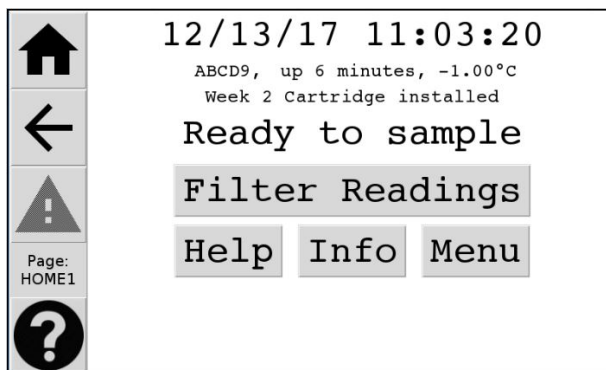 12/13/17 11:03:20
ABCD9, up 6 minutes, -1.00°C
Week 2 Cartridge installed
Ready to sample
Filter Readings
Help Info Menu
Page:
HOME1